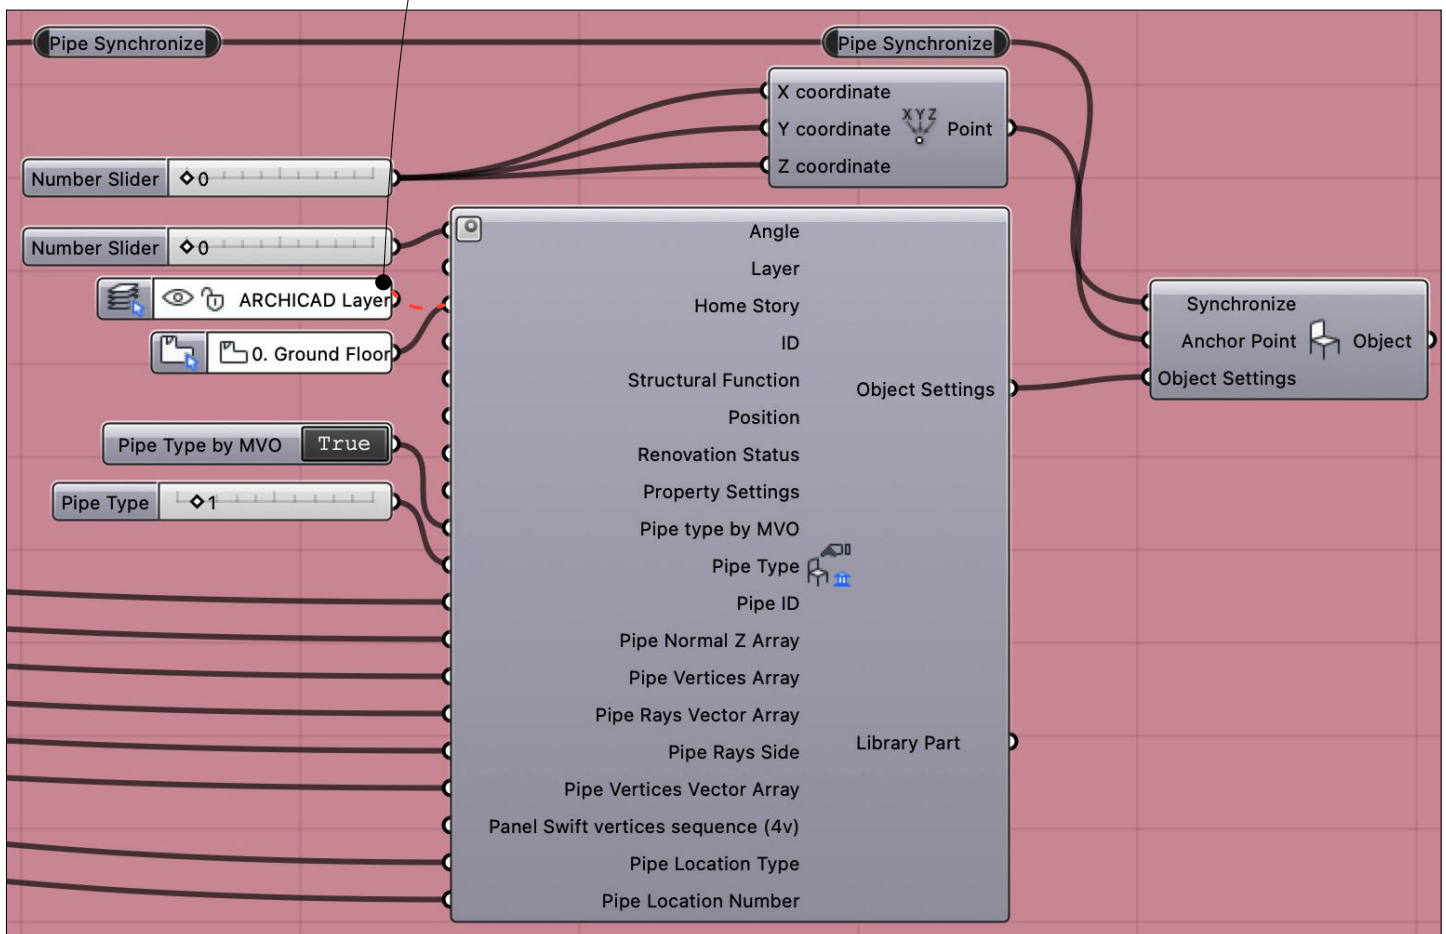 Pipe Synchronize
Pipe Synchronize
X coordinate
Y coordinate
Z coordinate
X Y Z
Point
Number Slider 0
Number Slider 0
ARCHICAD Layer
0. Ground Floor
Pipe Type by MVO True
Pipe Type 1
Angle
Layer
Home Story
ID
Structural Function
Position
Renovation Status
Property Settings
Pipe type by MVO
Pipe Type
Pipe ID
Pipe Normal Z Array
Pipe Vertices Array
Pipe Rays Vector Array
Pipe Rays Side
Pipe Vertices Vector Array
Panel Swift vertices sequence (4v)
Pipe Location Type
Pipe Location Number
Object Settings
Library Part
Synchronize
Anchor Point
Object Settings
Object